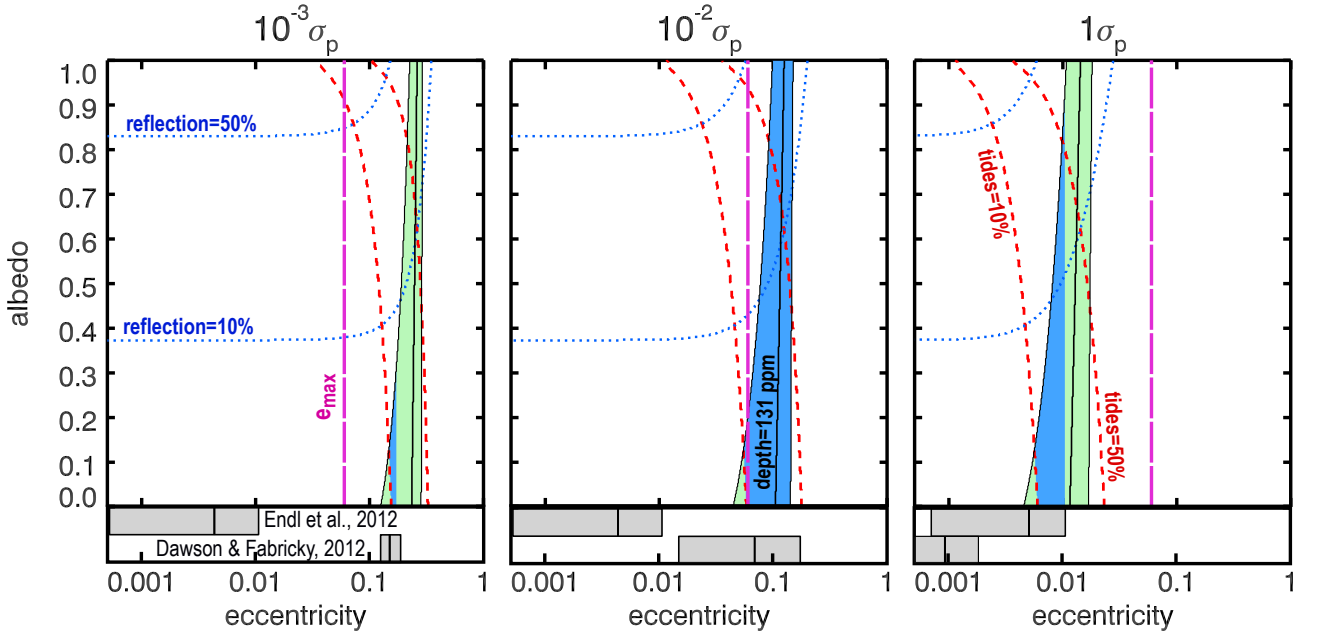 10⁻³σp
10⁻²σp
1σp
albedo
1.0
0.9
0.8
0.7
0.6
0.5
0.4
0.3
0.2
0.1
0.0
reflection=50%
reflection=10%
emax
depth=131 ppm
tides=10%
tides=50%
Endl et al., 2012
Dawson & Fabricky, 2012
0.001 0.01 0.1 1
0.001 0.01 0.1 1
0.001 0.01 0.1 1
eccentricity
eccentricity
eccentricity